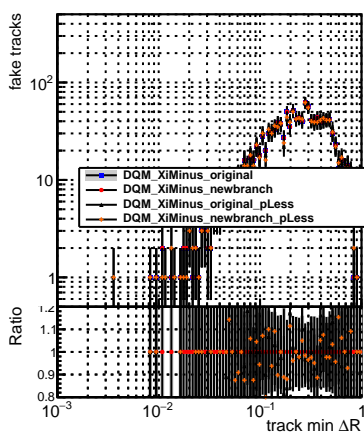 fake tracks
10²
10
1
DQM_XiMinus_original
DQM_XiMinus_newbranch
DQM_XiMinus_original_pLess
DQM_XiMinus_newbranch_pLess
Ratio
1.2
1.1
1
0.9
0.8
10⁻³ 10⁻² 10⁻¹ 1
track min ΔR